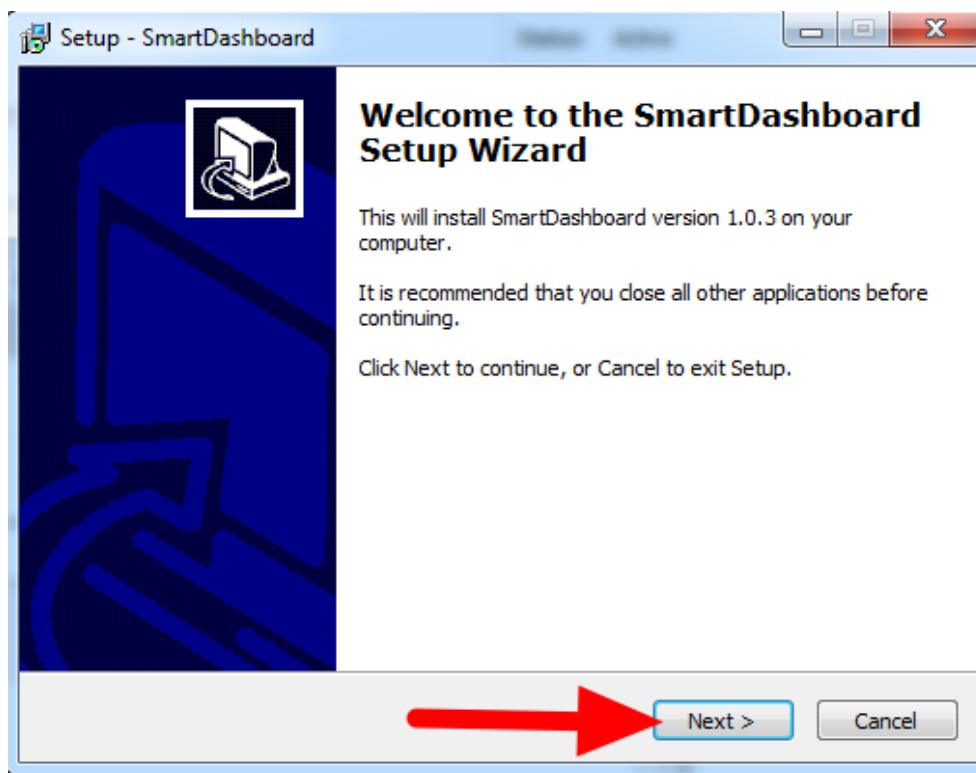 Setup - SmartDashboard
Welcome to the SmartDashboard
Setup Wizard
This will install SmartDashboard version 1.0.3 on your
computer.
It is recommended that you close all other applications before
continuing.
Click Next to continue, or Cancel to exit Setup.
Next >
Cancel